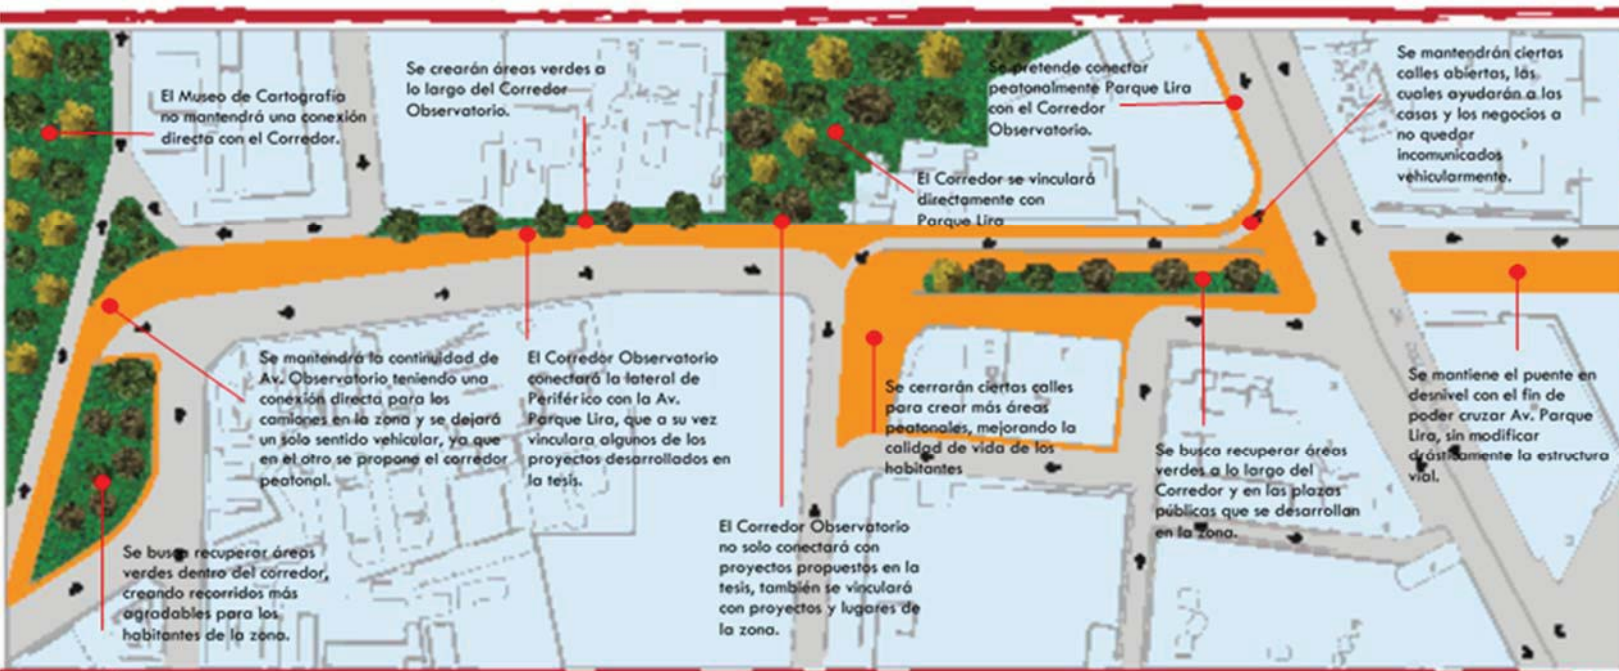 El Museo de Cartografía
no mantendrá una conexión
directa con el Corredor.
Se crearán áreas verdes a
lo largo del Corredor
Observatorio.
Se pretende conectar
peatonalmente Parque Lira
con el Corredor
Observatorio.
El Corredor se vinculará
directamente con
Parque Lira
Se mantendrán ciertas
calles abiertas, las
cuales ayudarán a las
casas y los negocios a
no quedar
incomunicados
vehicularmente.
Se mantendrá la continuidad de
Av. Observatorio teniendo una
conexión directa para los
camiones en la zona y se dejará
un solo sentido vehicular, ya que
en el otro se propone el corredor
peatonal.
El Corredor Observatorio
conectará la lateral de
Periférico con la Av.
Parque Lira, que a su vez
vinculara algunos de los
proyectos desarrollados en
la tesis.
Se cerrarán ciertas calles
para crear más áreas
peatonales, mejorando la
calidad de vida de los
habitantes
Se busca recuperar áreas
verdes a lo largo del
Corredor y en las plazas
públicas que se desarrollan
en la zona.
Se mantiene el puente en
desnivel con el fin de
poder cruzar Av. Parque
Lira, sin modificar
drásticamente la estructura
vial.
Se busca recuperar áreas
verdes dentro del corredor,
creando recorridos más
agradables para los
habitantes de la zona.
El Corredor Observatorio
no solo conectará con
proyectos propuestos en la
tesis, también se vinculará
con proyectos y lugares de
la zona.